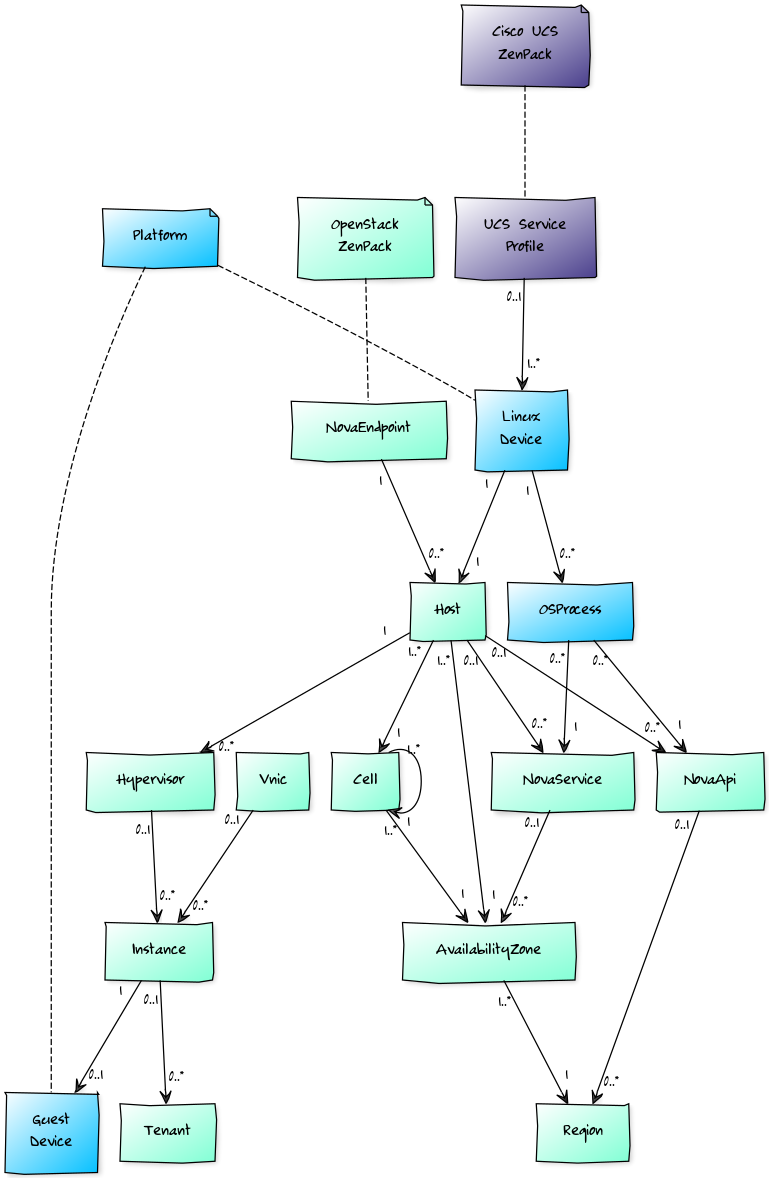 Cisco UCS
ZenPack
Platform
OpenStack
ZenPack
UCS Service
Profile
0..1
1..*
NovaEndpoint
Linux
Device
1
1
1
0..*
1
0..*
Host
OSProcess
1
1..*
1..*
0..1
0..1
0..*
0..*
0..*
1
1..*
0..*
1
0..*
1
Hypervisor
Vnic
Cell
NovaService
NovaApi
0..1
0..1
1..*
1
0..1
0..1
0..*
0..*
1
1
0..*
Instance
AvailabilityZone
1
0..1
1..*
0..1
0..*
1
0..*
Guest
Device
Tenant
Region